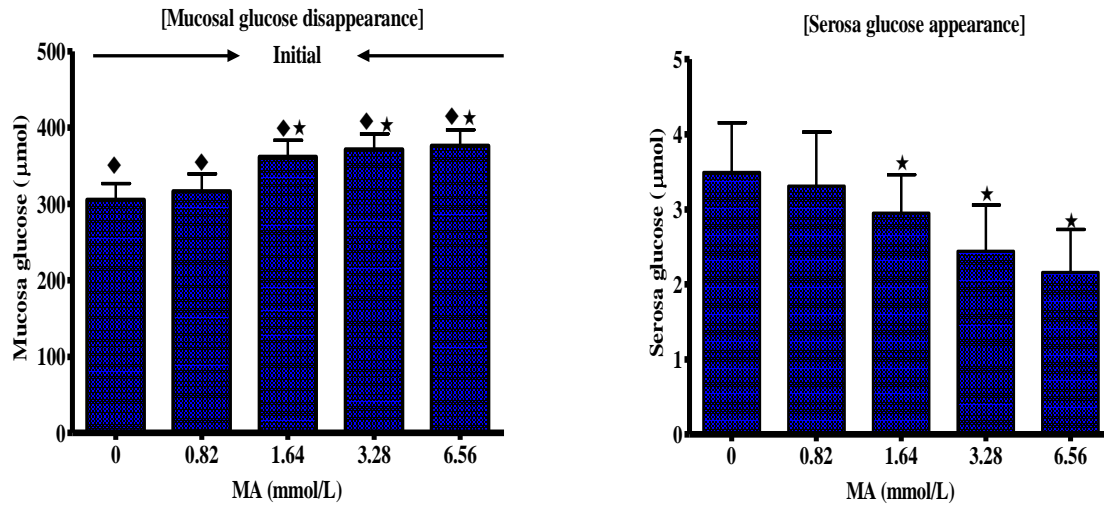 [Mucosal glucose disappearance]
Initial
Mucosa glucose ( μmol)
500
400
300
200
100
0
0 0.82 1.64 3.28 6.56
MA (mmol/L)
[Serosa glucose appearance]
Serosa glucose ( μmol)
5
4
3
2
1
0
0 0.82 1.64 3.28 6.56
MA (mmol/L)